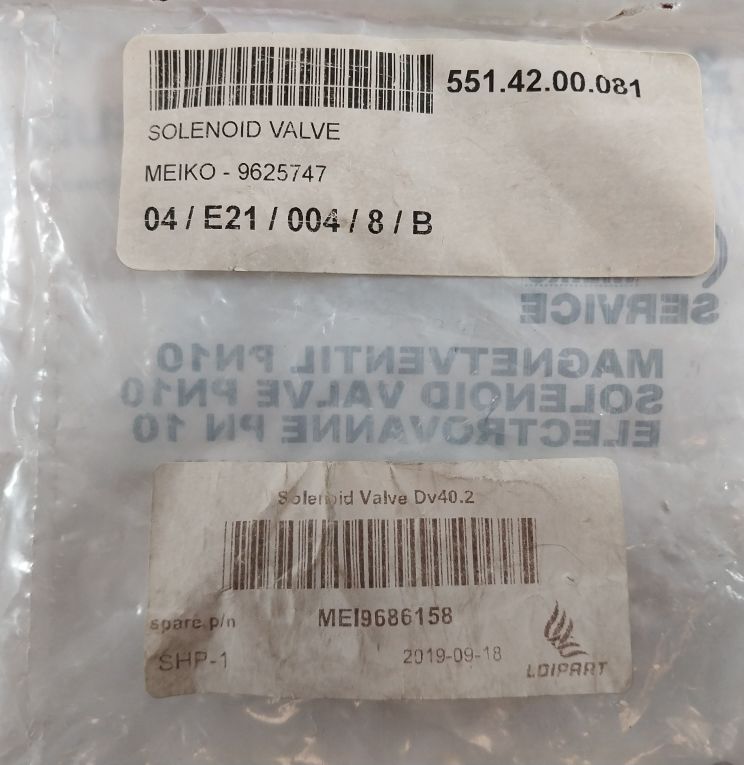 551.42.00.081
SOLENOID VALVE
MEIKO - 9625747
04 / E21 / 004 / 8 / B
SERVICE
MAGNETVENTIL PN10
SOLENOID VALVE PN10
ELECTROVANNE PN 10
Solenoid Valve Dv40.2
spare p/n MEI9686158
SHP-1 2019-09-18
LOIPART